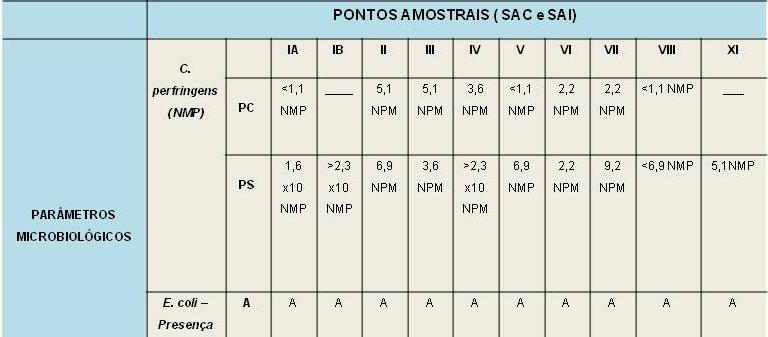 PONTOS AMOSTRAIS ( SAC e SAI)
IA IB II III IV V VI VII VIII XI
C.
perfringens
(NMP)
PC
<1,1 ____ 5,1 5,1 3,6 <1,1 2,2 2,2 <1,1 NMP ___
NMP NPM NPM NPM NMP NPM NPM
PS
1,6 >2,3 6,9 3,6 >2,3 6,9 2,2 9,2 <6,9 NMP 5,1NMP
x10 x10 NPM NPM x10 NMP NPM NPM
NMP NMP NPM
PARÂMETROS
MICROBIOLÓGICOS
E. coli – A A A A A A A A A A A
Presença